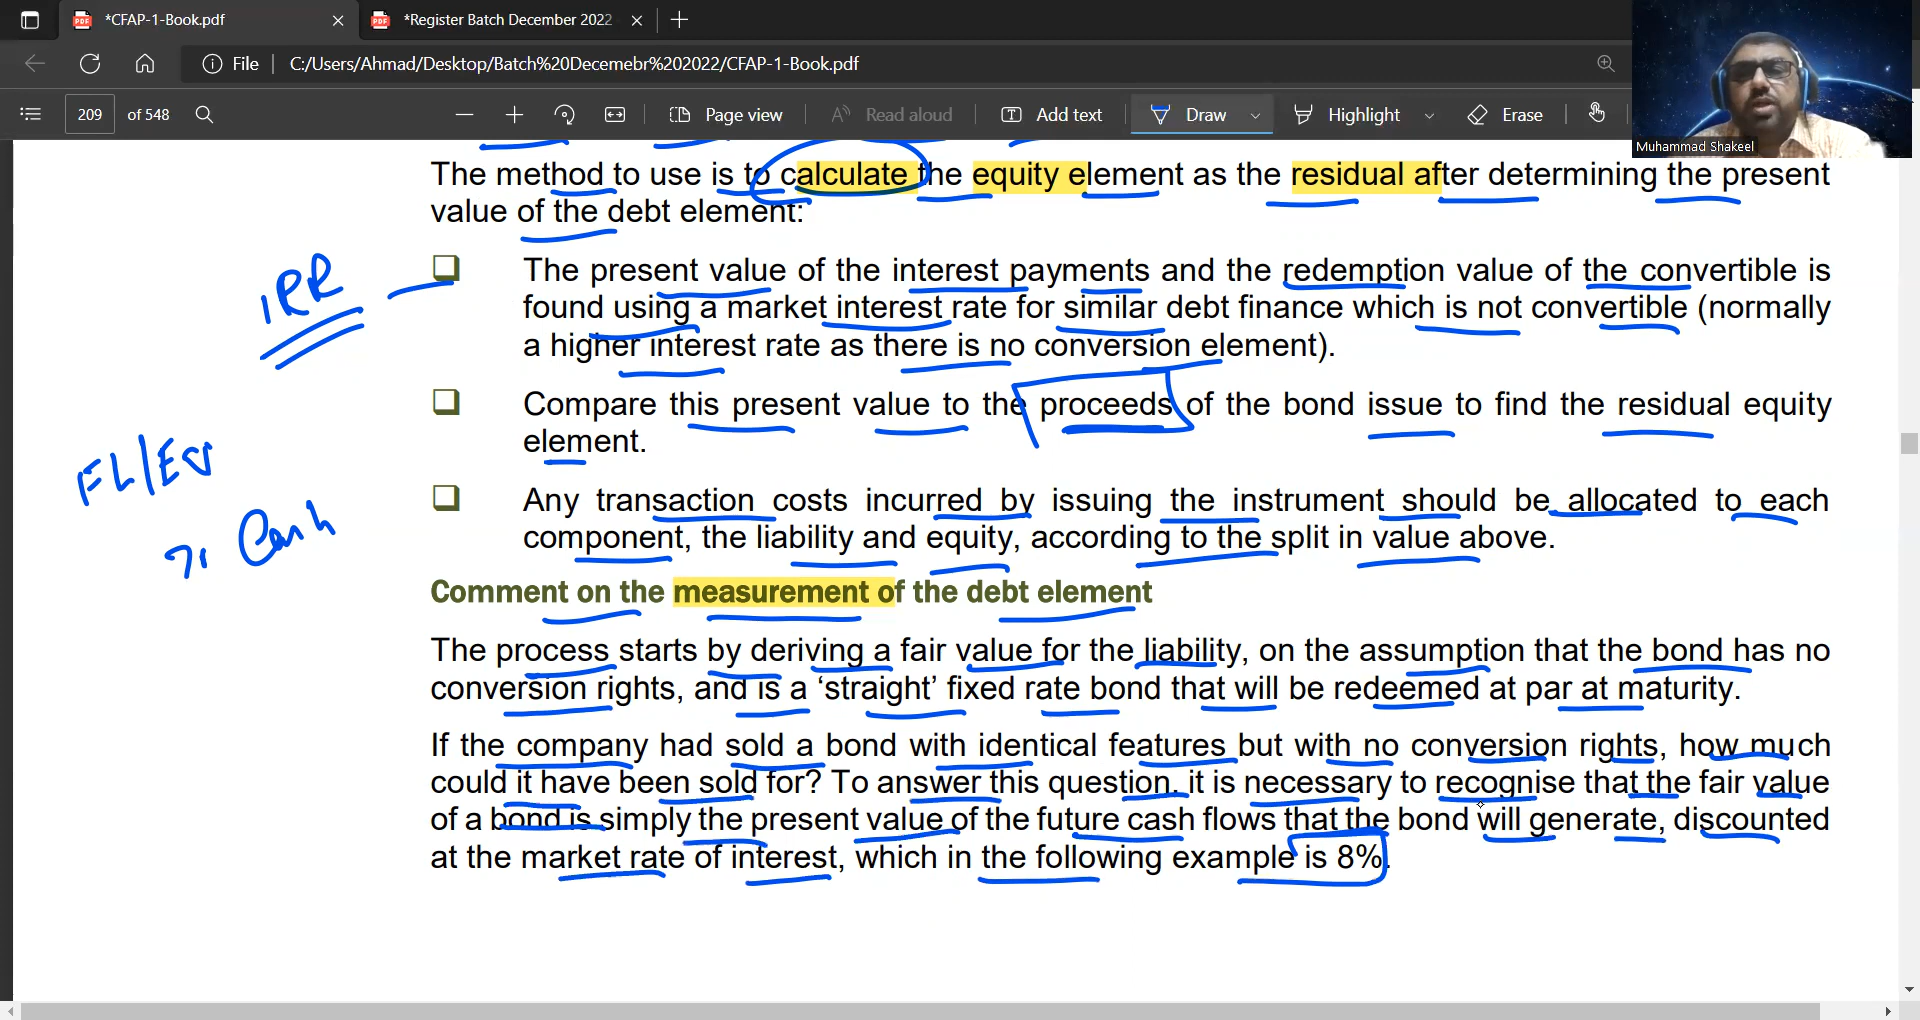 *CFAP-1-Book.pdf
*Register Batch December 2022
File
C:/Users/Ahmad/Desktop/Batch%20Decemebr%202022/CFAP-1-Book.pdf
209 of 548
Page view
Read aloud
Add text
Draw
Highlight
Erase
Muhammad Shakeel
The method to use is to calculate the equity element as the residual after determining the present
value of the debt element:
IRR
The present value of the interest payments and the redemption value of the convertible is
found using a market interest rate for similar debt finance which is not convertible (normally
a higher interest rate as there is no conversion element).
Compare this present value to the proceeds of the bond issue to find the residual equity
element.
Any transaction costs incurred by issuing the instrument should be allocated to each
component, the liability and equity, according to the split in value above.
Cash
Comment on the measurement of the debt element
The process starts by deriving a fair value for the liability, on the assumption that the bond has no
conversion rights, and is a ‘straight’ fixed rate bond that will be redeemed at par at maturity.
If the company had sold a bond with identical features but with no conversion rights, how much
could it have been sold for? To answer this question, it is necessary to recognise that the fair value
of a bond is simply the present value of the future cash flows that the bond will generate, discounted
at the market rate of interest, which in the following example is 8%.